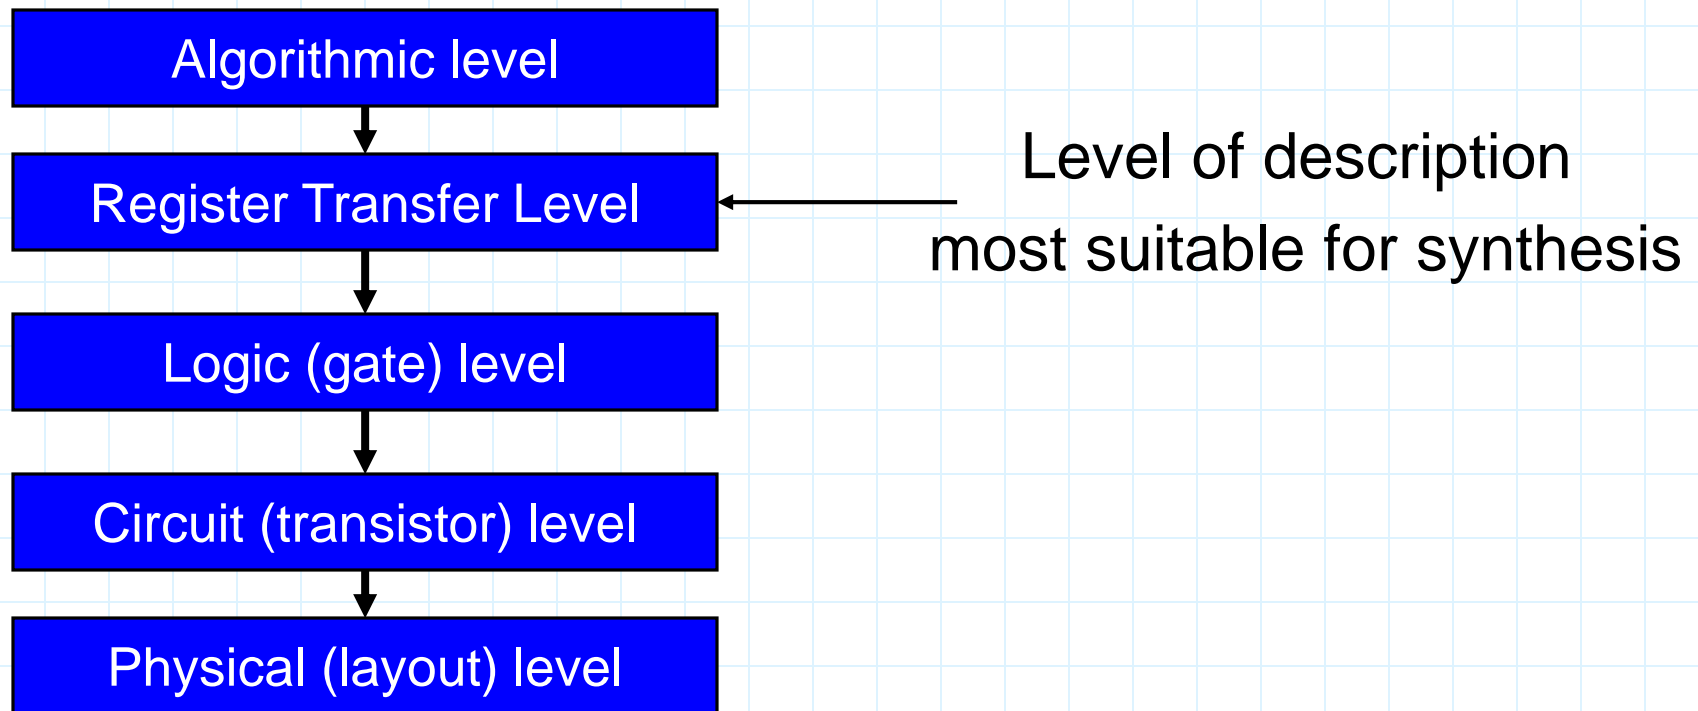 Algorithmic level
Register Transfer Level
Level of description
most suitable for synthesis
Logic (gate) level
Circuit (transistor) level
Physical (layout) level